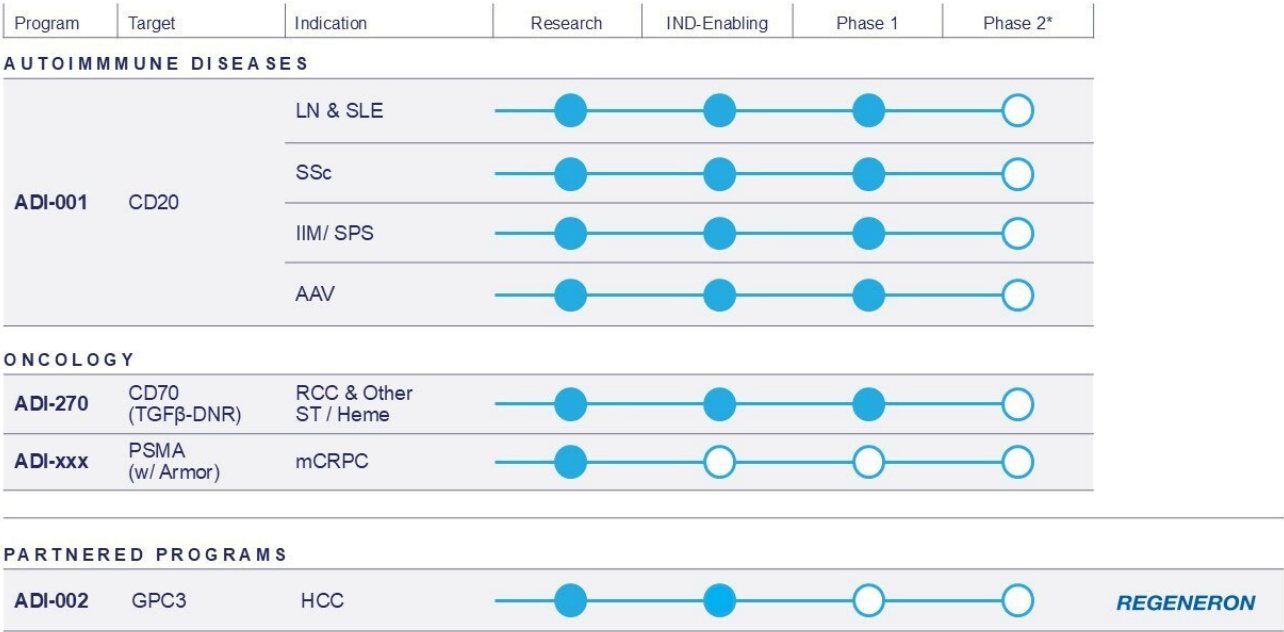 Program Target Indication Research IND-Enabling Phase 1 Phase 2*
AUTOIMMMUNE DISEASES
LN & SLE
SSc
ADI-001 CD20
IIM/ SPS
AAV
ONCOLOGY
ADI-270 CD70 (TGFβ-DNR) RCC & Other ST / Heme
ADI-xxx PSMA (w/ Armor) mCRPC
PARTNERED PROGRAMS
ADI-002 GPC3 HCC REGENERON